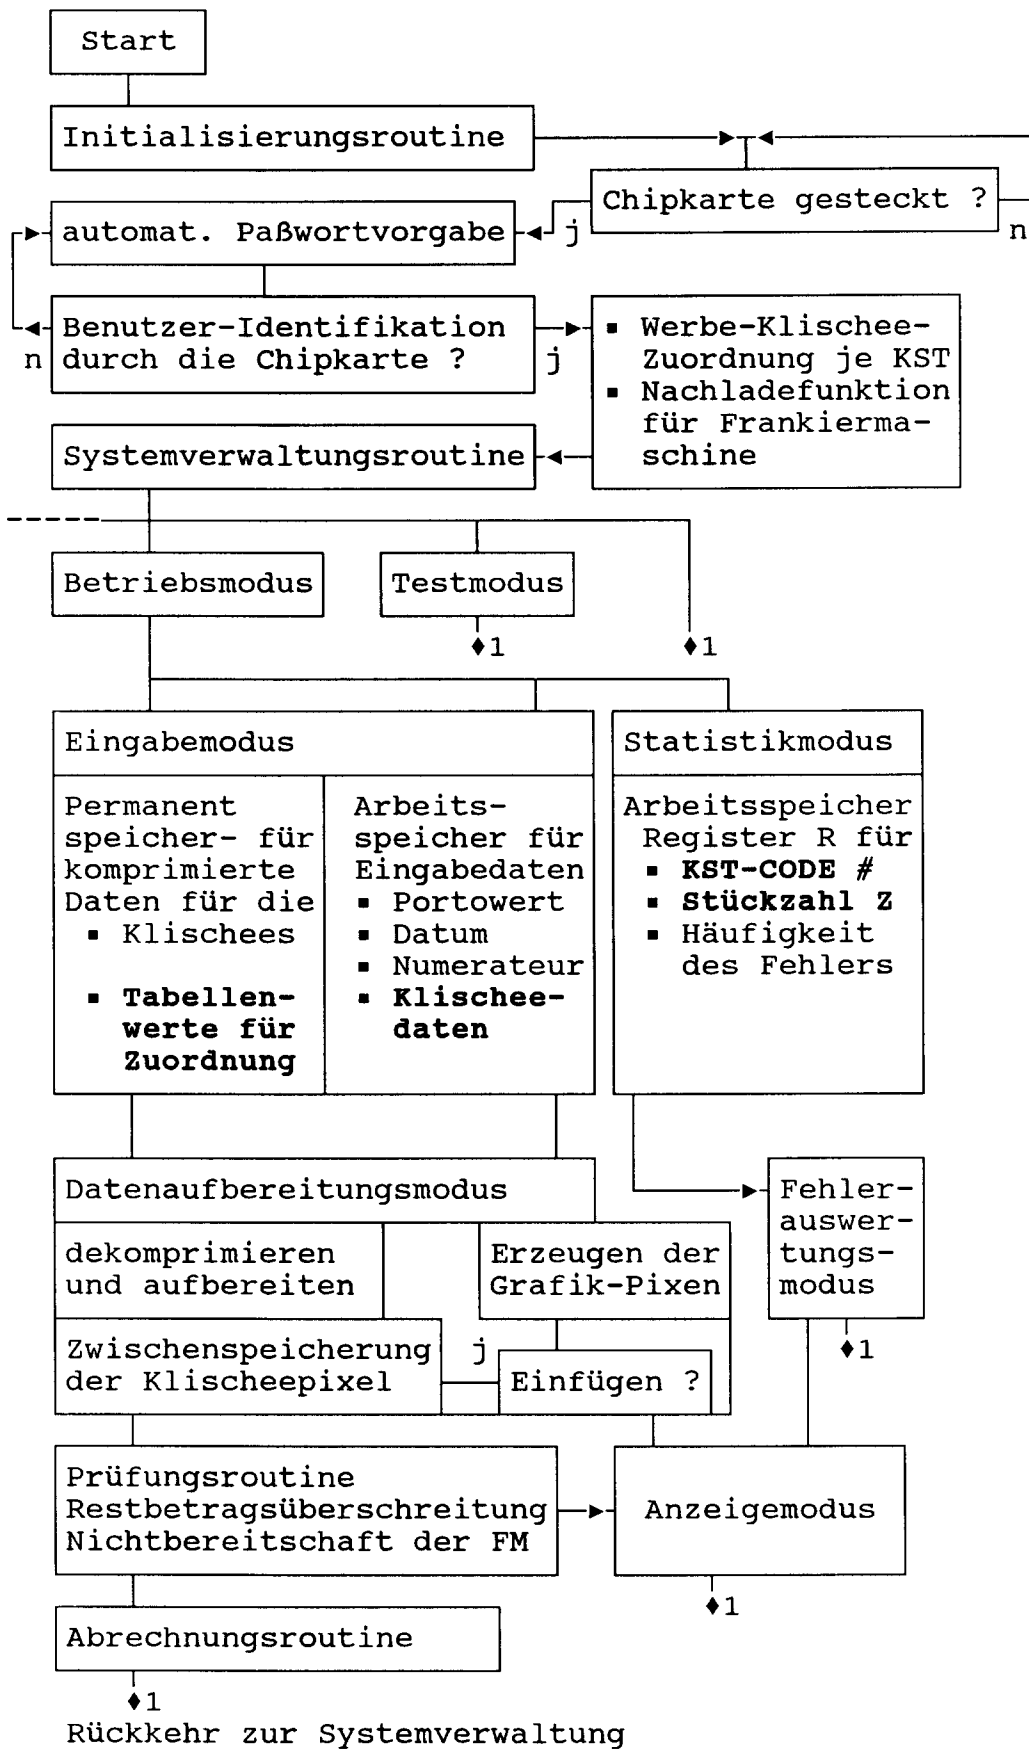 Start
Initialisierungsroutine
Chipkarte gesteckt ?
automat. Paßwortvorgabe
j
n
Benutzer-Identifikation
durch die Chipkarte ?
n
j
▪ Werbe-Klischee-
Zuordnung je KST
▪ Nachladefunktion
für Frankierma-
schine
Systemverwaltungsroutine
Betriebsmodus
Testmodus
♦1
♦1
Eingabemodus
Permanent
speicher- für
komprimierte
Daten für die
▪ Klischees
▪ Tabellen-
werte für
Zuordnung
Arbeits-
speicher für
Eingabedaten
▪ Portowert
▪ Datum
▪ Numerateur
▪ Klischee-
daten
Statistikmodus
Arbeitsspeicher
Register R für
▪ KST-CODE #
▪ Stückzahl Z
▪ Häufigkeit
des Fehlers
Datenaufbereitungsmodus
dekomprimieren
und aufbereiten
Erzeugen der
Grafik-Pixen
Zwischenspeicherung
der Klischeepixel
j
Einfügen ?
Fehler-
auswer-
tungs-
modus
♦1
Prüfungsroutine
Restbetragsüberschreitung
Nichtbereitschaft der FM
Anzeigemodus
♦1
Abrechnungsroutine
♦1
Rückkehr zur Systemverwaltung